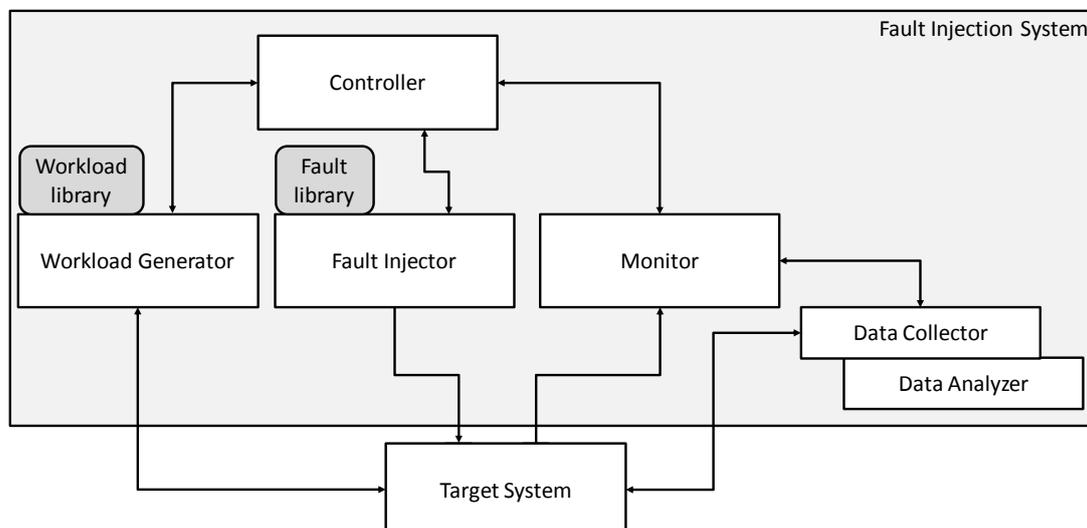 Fault Injection System
Controller
Workload
library
Fault
library
Workload Generator
Fault Injector
Monitor
Data Collector
Data Analyzer
Target System